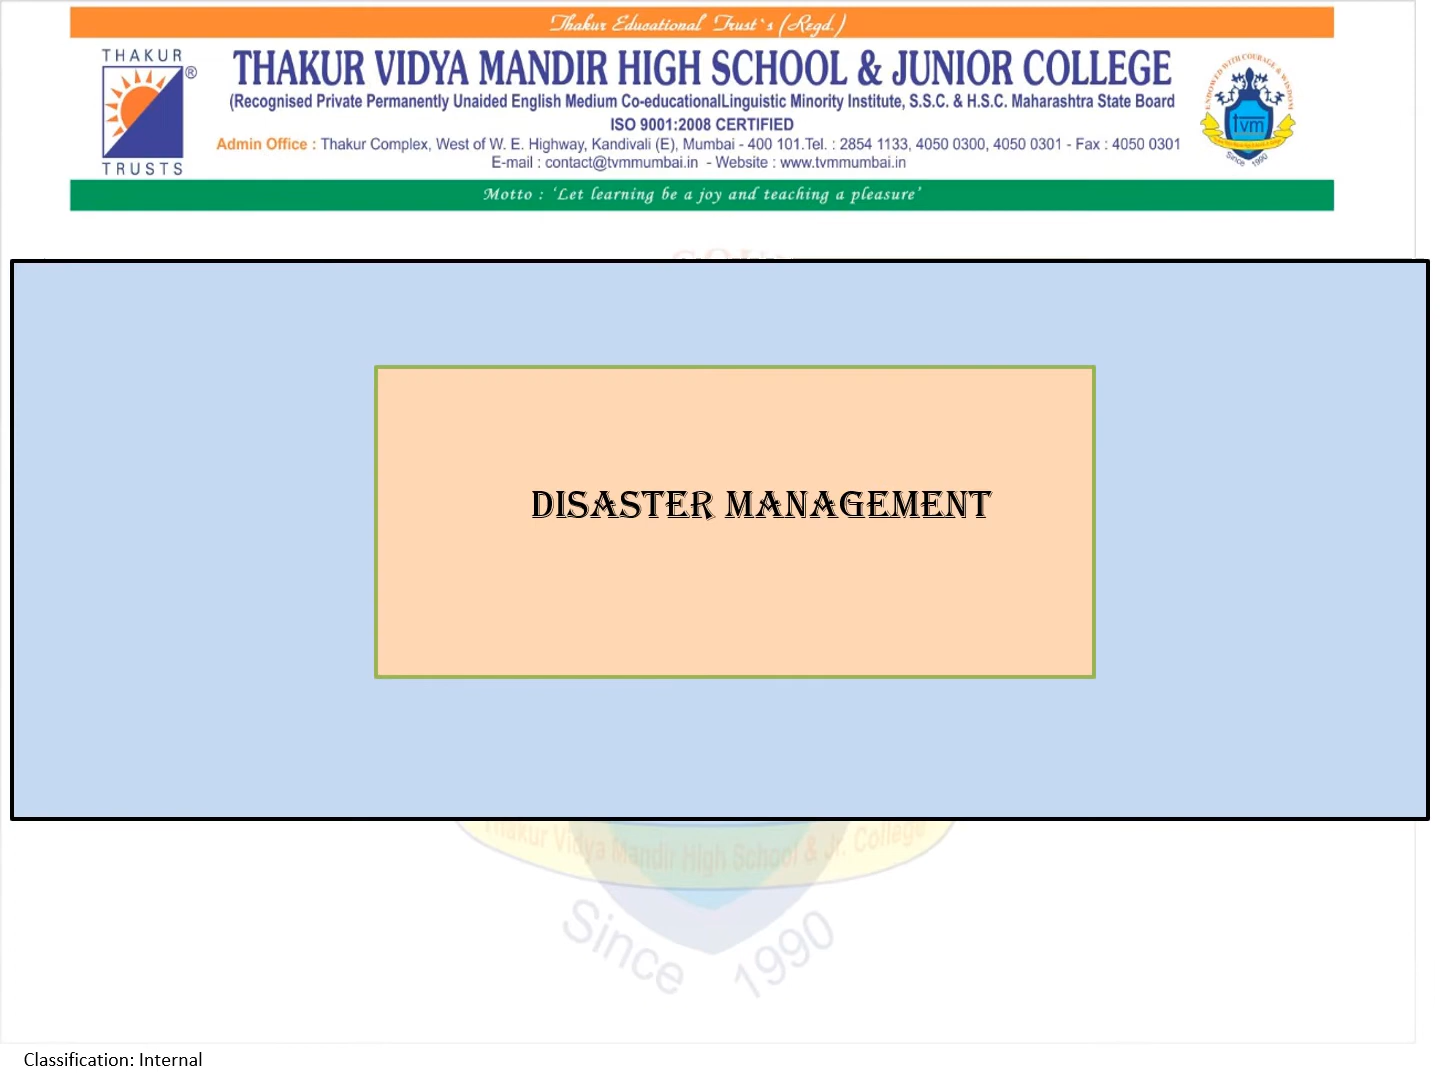 Thakur Educational Trust`s (Regd.)
THAKUR
®
TRUSTS
THAKUR VIDYA MANDIR HIGH SCHOOL & JUNIOR COLLEGE
(Recognised Private Permanently Unaided English Medium Co-educationalLinguistic Minority Institute, S.S.C. & H.S.C. Maharashtra State Board
ISO 9001:2008 CERTIFIED
Admin Office : Thakur Complex, West of W. E. Highway, Kandivali (E), Mumbai - 400 101.Tel. : 2854 1133, 4050 0300, 4050 0301 - Fax : 4050 0301
E-mail : contact@tvmmumbai.in - Website : www.tvmmumbai.in
ENDOWED WITH COURAGE & WISDOM
tvm
Since 1990
Motto : ‘Let learning be a joy and teaching a pleasure’
DISASTER MANAGEMENT
Thakur Vidya Mandir High School & Jr. College
Since 1990
Classification: Internal